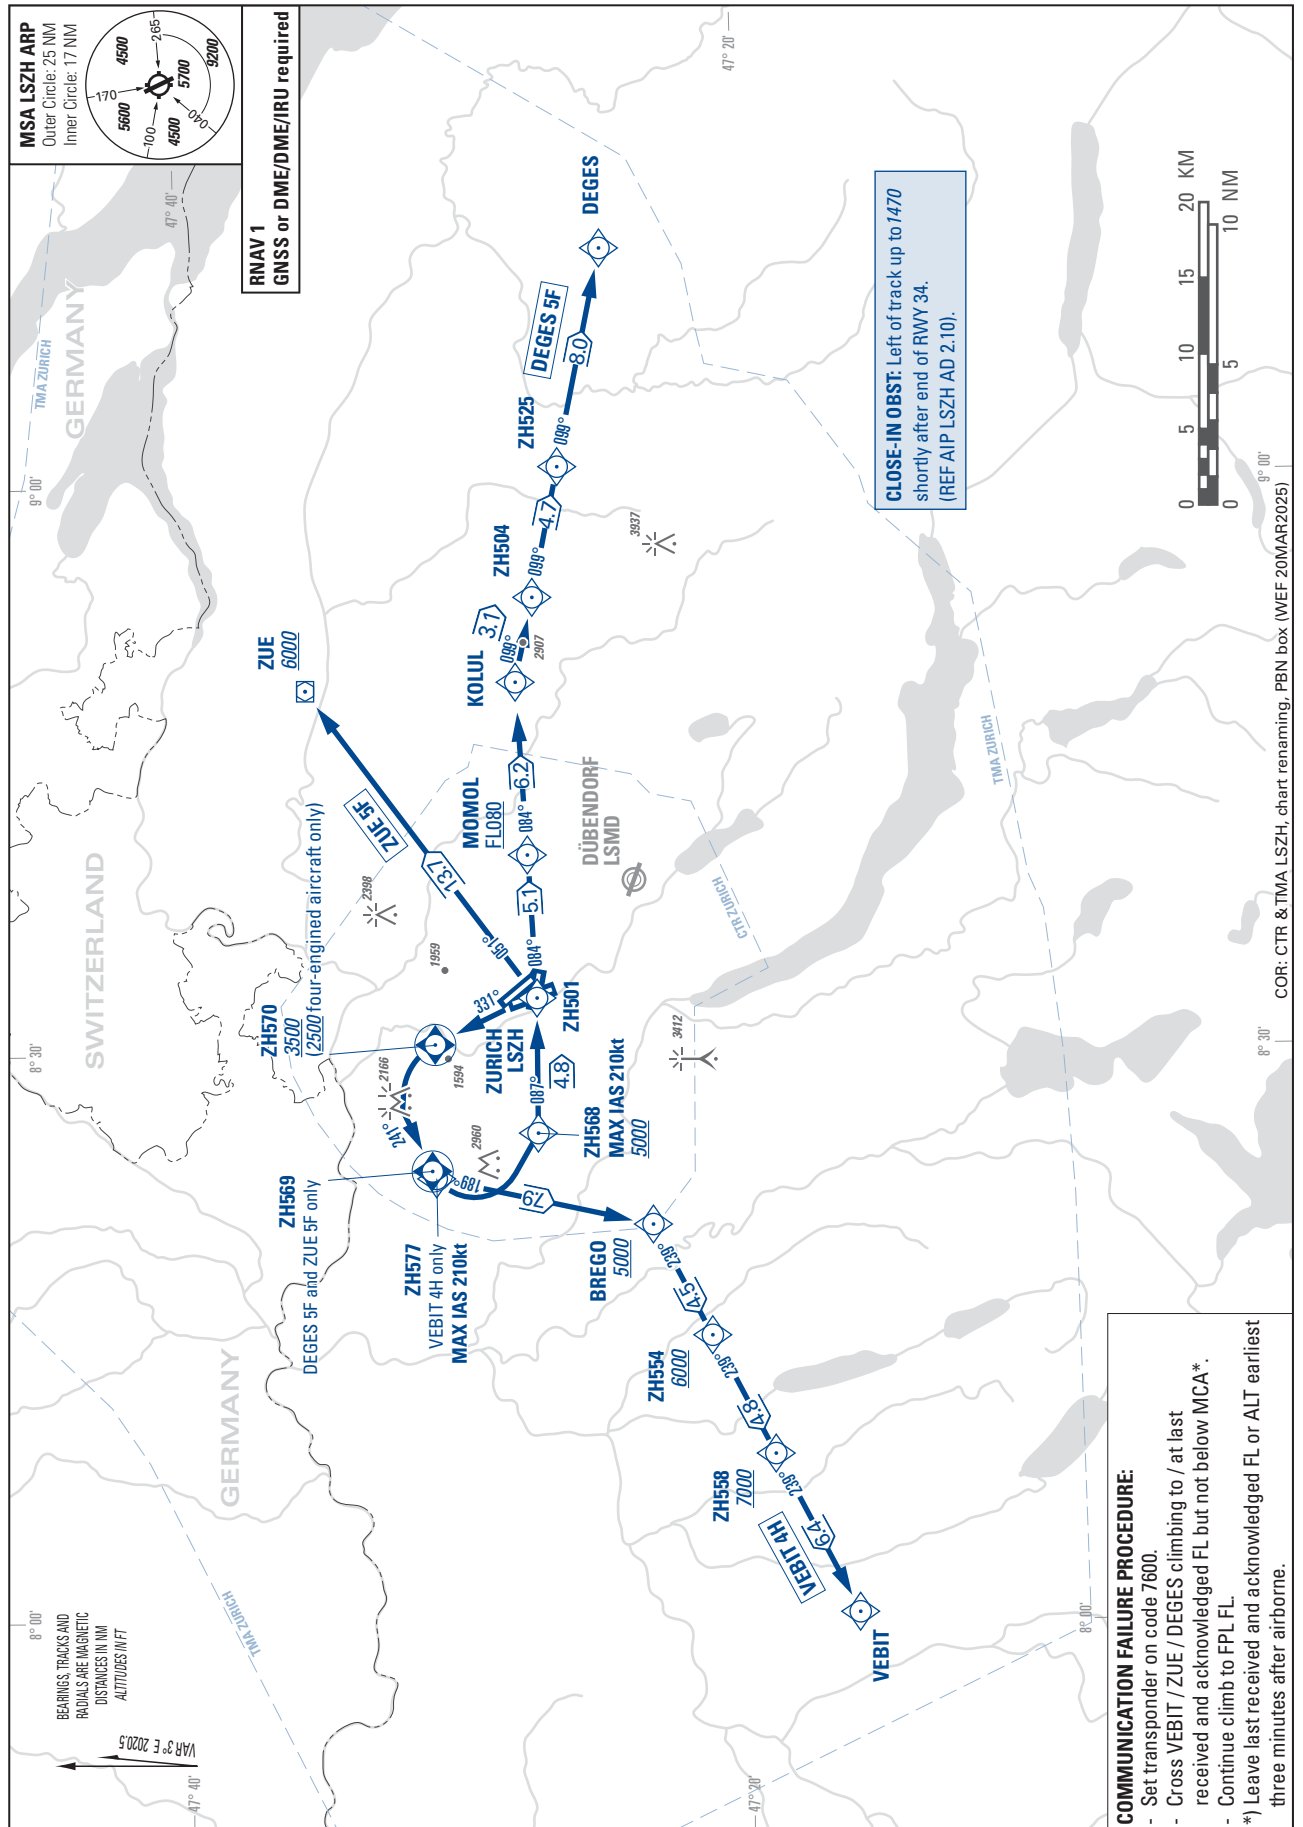 BEARINGS, TRACKS AND
RADIALS ARE MAGNETIC
DISTANCES IN NM
ALTITUDES IN FT
VAR 3° E 2020.5
MSA LSZH ARP
Outer Circle: 25 NM
Inner Circle: 17 NM
170
265
100
040
5600
4500
4500
5700
9200
RNAV 1
GNSS or DME/DME/IRU required
8° 00'
8° 30'
9° 00'
47° 40'
47° 40'
47° 20'
47° 20'
8° 00'
8° 30'
9° 00'
TMA ZURICH
TMA ZURICH
TMA ZURICH
CTR ZURICH
GERMANY
SWITZERLAND
GERMANY
ZH570
3500
(2500 four-engined aircraft only)
ZH569
DEGES 5F and ZUE 5F only
ZH577
VEBIT 4H only
MAX IAS 210kt
ZUE
6000
ZUE 5F
13.7
051°
331°
241°
189°
7.9
2398
1959
2166
1594
2960
3412
2907
3937
ZURICH
LSZH
ZH501
ZH568
MAX IAS 210kt
5000
087°
4.8
084°
5.1
MOMOL
FL080
084°
6.2
KOLUL
099°
3.1
ZH504
099°
4.7
ZH525
099°
8.0
DEGES 5F
DEGES
DÜBENDORF
LSMD
BREGO
5000
239°
4.5
ZH554
6000
239°
4.8
ZH558
7000
239°
6.4
VEBIT 4H
VEBIT
CLOSE-IN OBST: Left of track up to 1470
shortly after end of RWY 34.
(REF AIP LSZH AD 2.10).
0 5 10 15 20 KM
0 5 10 NM
COMMUNICATION FAILURE PROCEDURE:
- Set transponder on code 7600.
- Cross VEBIT / ZUE / DEGES climbing to / at last
received and acknowledged FL but not below MCA*.
- Continue climb to FPL FL.
*) Leave last received and acknowledged FL or ALT earliest
three minutes after airborne.
COR: CTR & TMA LSZH, chart renaming, PBN box (WEF 20MAR2025)